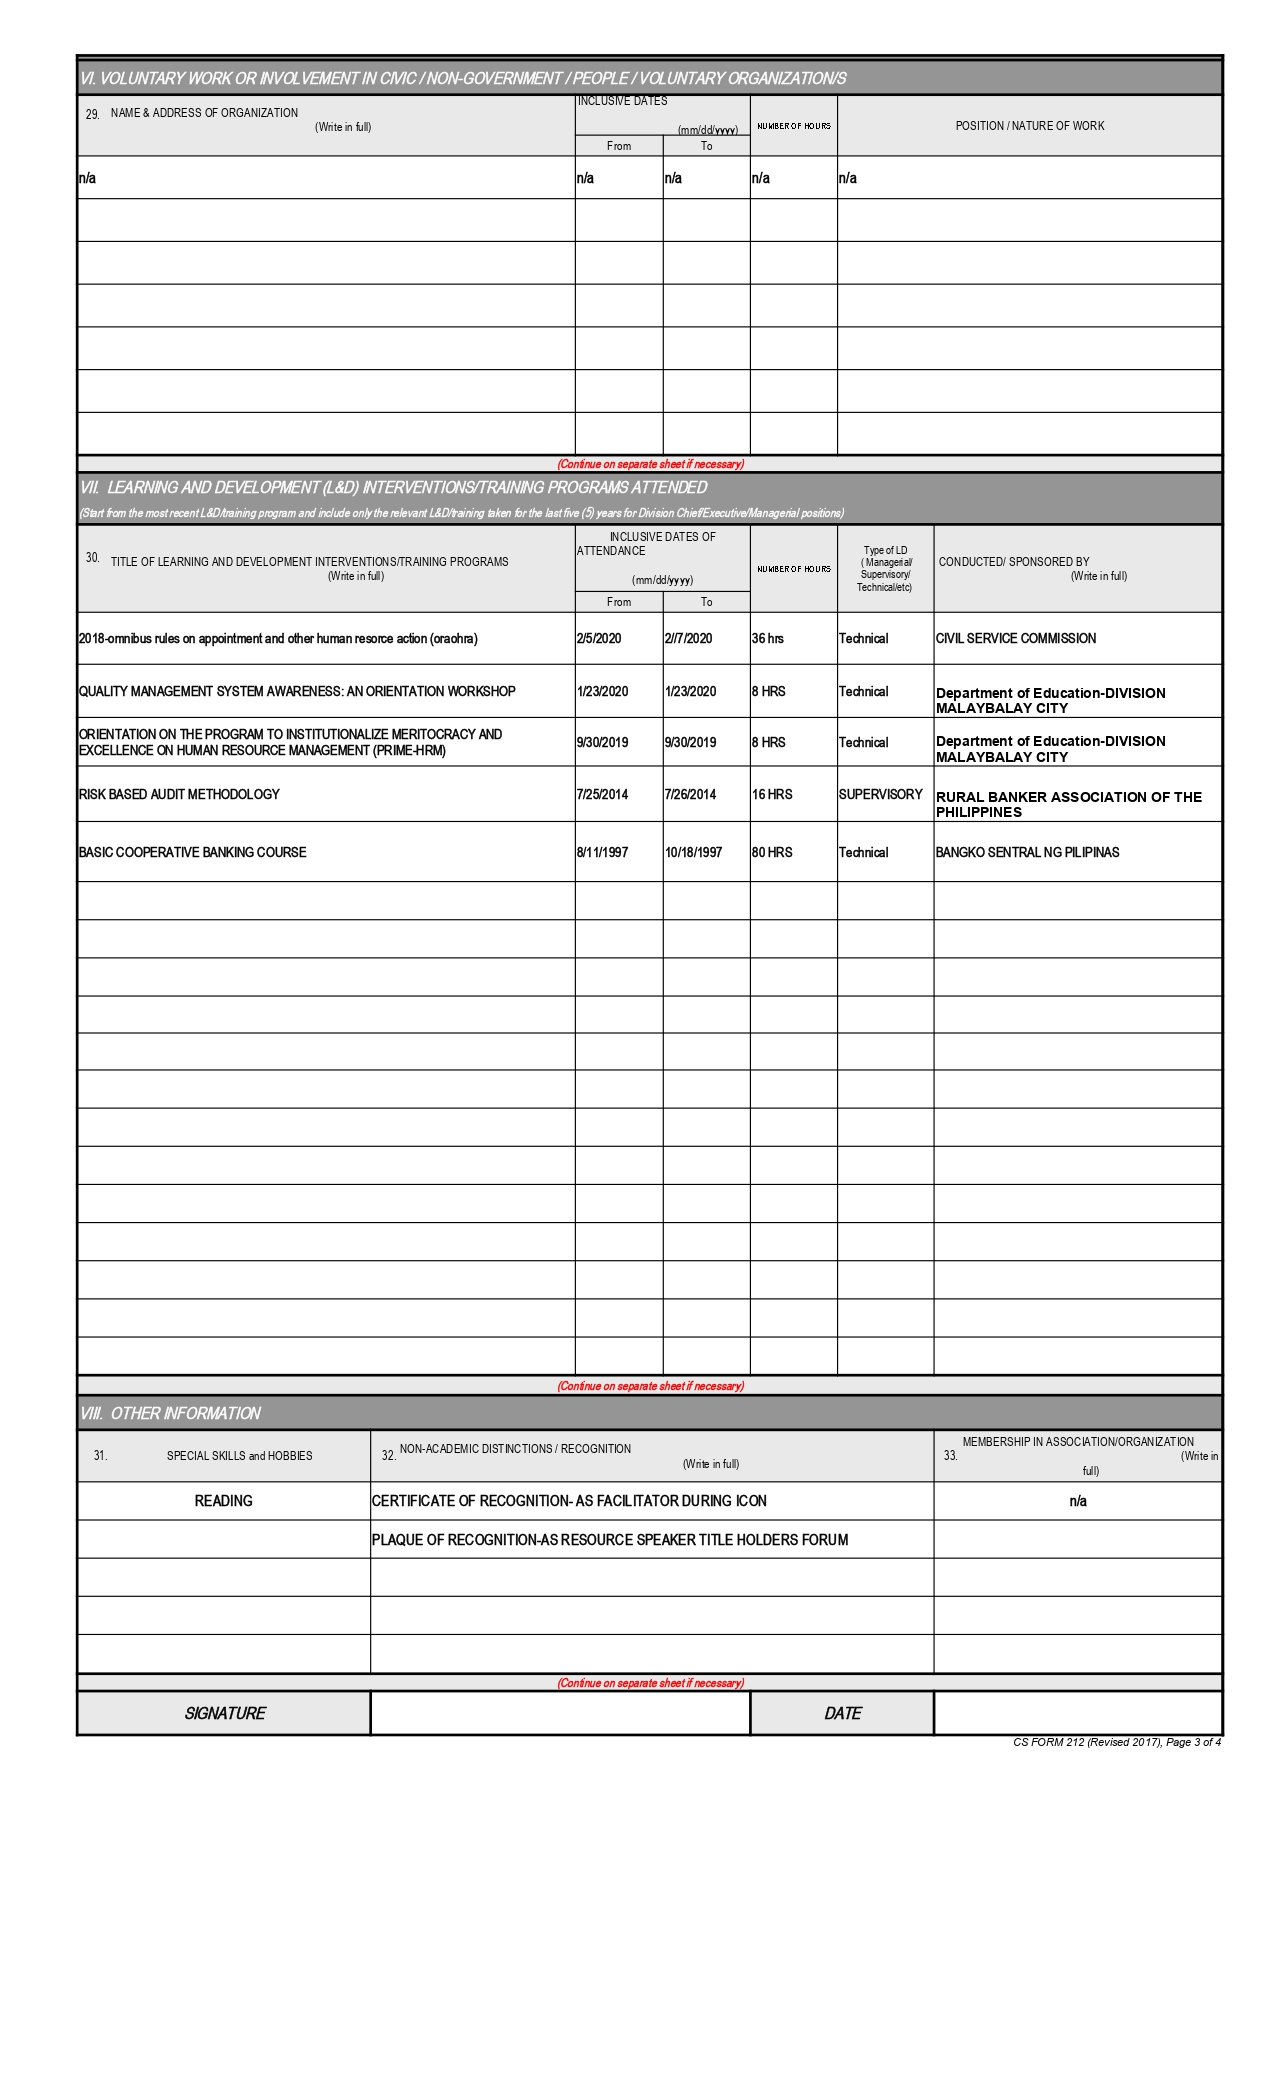 VI. VOLUNTARY WORK OR INVOLVEMENT IN CIVIC / NON-GOVERNMENT / PEOPLE / VOLUNTARY ORGANIZATION/S
29. NAME & ADDRESS OF ORGANIZATION
(Write in full)
INCLUSIVE DATES
(mm/dd/yyyy)
From To
NUMBER OF HOURS
POSITION / NATURE OF WORK
n/a n/a n/a n/a n/a
(Continue on separate sheet if necessary)
VII. LEARNING AND DEVELOPMENT (L&D) INTERVENTIONS/TRAINING PROGRAMS ATTENDED
(Start from the most recent L&D/training program and include only the relevant L&D/training taken for the last five (5) years for Division Chief/Executive/Managerial positions)
30. TITLE OF LEARNING AND DEVELOPMENT INTERVENTIONS/TRAINING PROGRAMS
(Write in full)
INCLUSIVE DATES OF
ATTENDANCE
(mm/dd/yyyy)
From To
NUMBER OF HOURS
Type of LD
( Managerial/
Supervisory/
Technical/etc)
CONDUCTED/ SPONSORED BY
(Write in full)
2018-omnibus rules on appointment and other human resorce action (oraohra) 2/5/2020 2//7/2020 36 hrs Technical CIVIL SERVICE COMMISSION
QUALITY MANAGEMENT SYSTEM AWARENESS: AN ORIENTATION WORKSHOP 1/23/2020 1/23/2020 8 HRS Technical Department of Education-DIVISION
MALAYBALAY CITY
ORIENTATION ON THE PROGRAM TO INSTITUTIONALIZE MERITOCRACY AND
EXCELLENCE ON HUMAN RESOURCE MANAGEMENT (PRIME-HRM) 9/30/2019 9/30/2019 8 HRS Technical Department of Education-DIVISION
MALAYBALAY CITY
RISK BASED AUDIT METHODOLOGY 7/25/2014 7/26/2014 16 HRS SUPERVISORY RURAL BANKER ASSOCIATION OF THE
PHILIPPINES
BASIC COOPERATIVE BANKING COURSE 8/11/1997 10/18/1997 80 HRS Technical BANGKO SENTRAL NG PILIPINAS
(Continue on separate sheet if necessary)
VIII. OTHER INFORMATION
31. SPECIAL SKILLS and HOBBIES
32. NON-ACADEMIC DISTINCTIONS / RECOGNITION
(Write in full)
33. MEMBERSHIP IN ASSOCIATION/ORGANIZATION
(Write in
full)
READING CERTIFICATE OF RECOGNITION- AS FACILITATOR DURING ICON n/a
PLAQUE OF RECOGNITION-AS RESOURCE SPEAKER TITLE HOLDERS FORUM
(Continue on separate sheet if necessary)
SIGNATURE DATE
CS FORM 212 (Revised 2017), Page 3 of 4